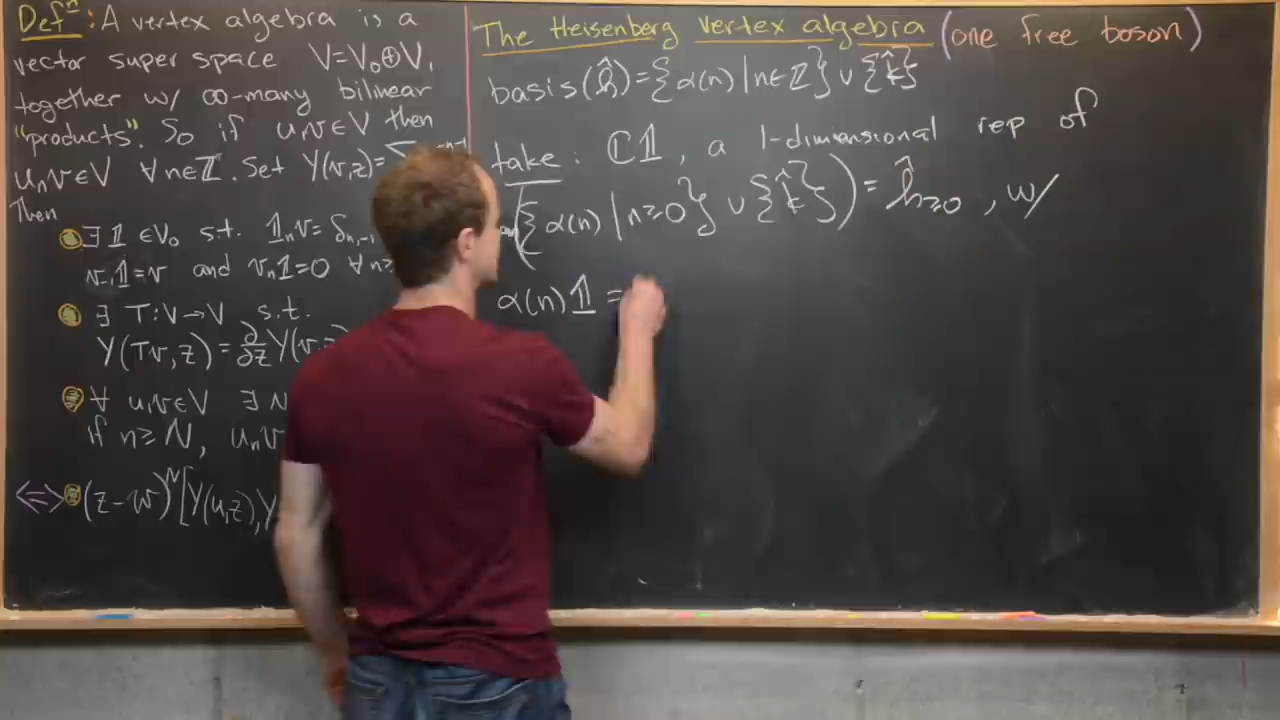 Defⁿ: A vertex algebra is a
vector super space V=V₀⊕V₁
together w/ ∞-many bilinear
"products". So if u,v∈V then
uₙv∈V ∀n∈ℤ. Set Y(v,z)=∑
Then
∃ 𝟙 ∈V₀ s.t. 𝟙ₙv = δₙ,₋₁
v₋₁𝟙=v and vₙ𝟙=0 ∀n≥
∃ T:V→V s.t.
Y(Tv,z)=∂/∂z Y(v,z
∀ u,v∈V ∃ N
if n≥N, uₙv
<=> (z-w)ᴺ[Y(u,z),Y
The Heisenberg vertex algebra (one free boson)
basis(ĥ)={α(n)|n∈ℤ}∪{k̂}
take: ℂ𝟙, a 1-dimensional rep of
({α(n)|n≥0}∪{k̂})=ĥ≥0, w/
α(n)𝟙 =